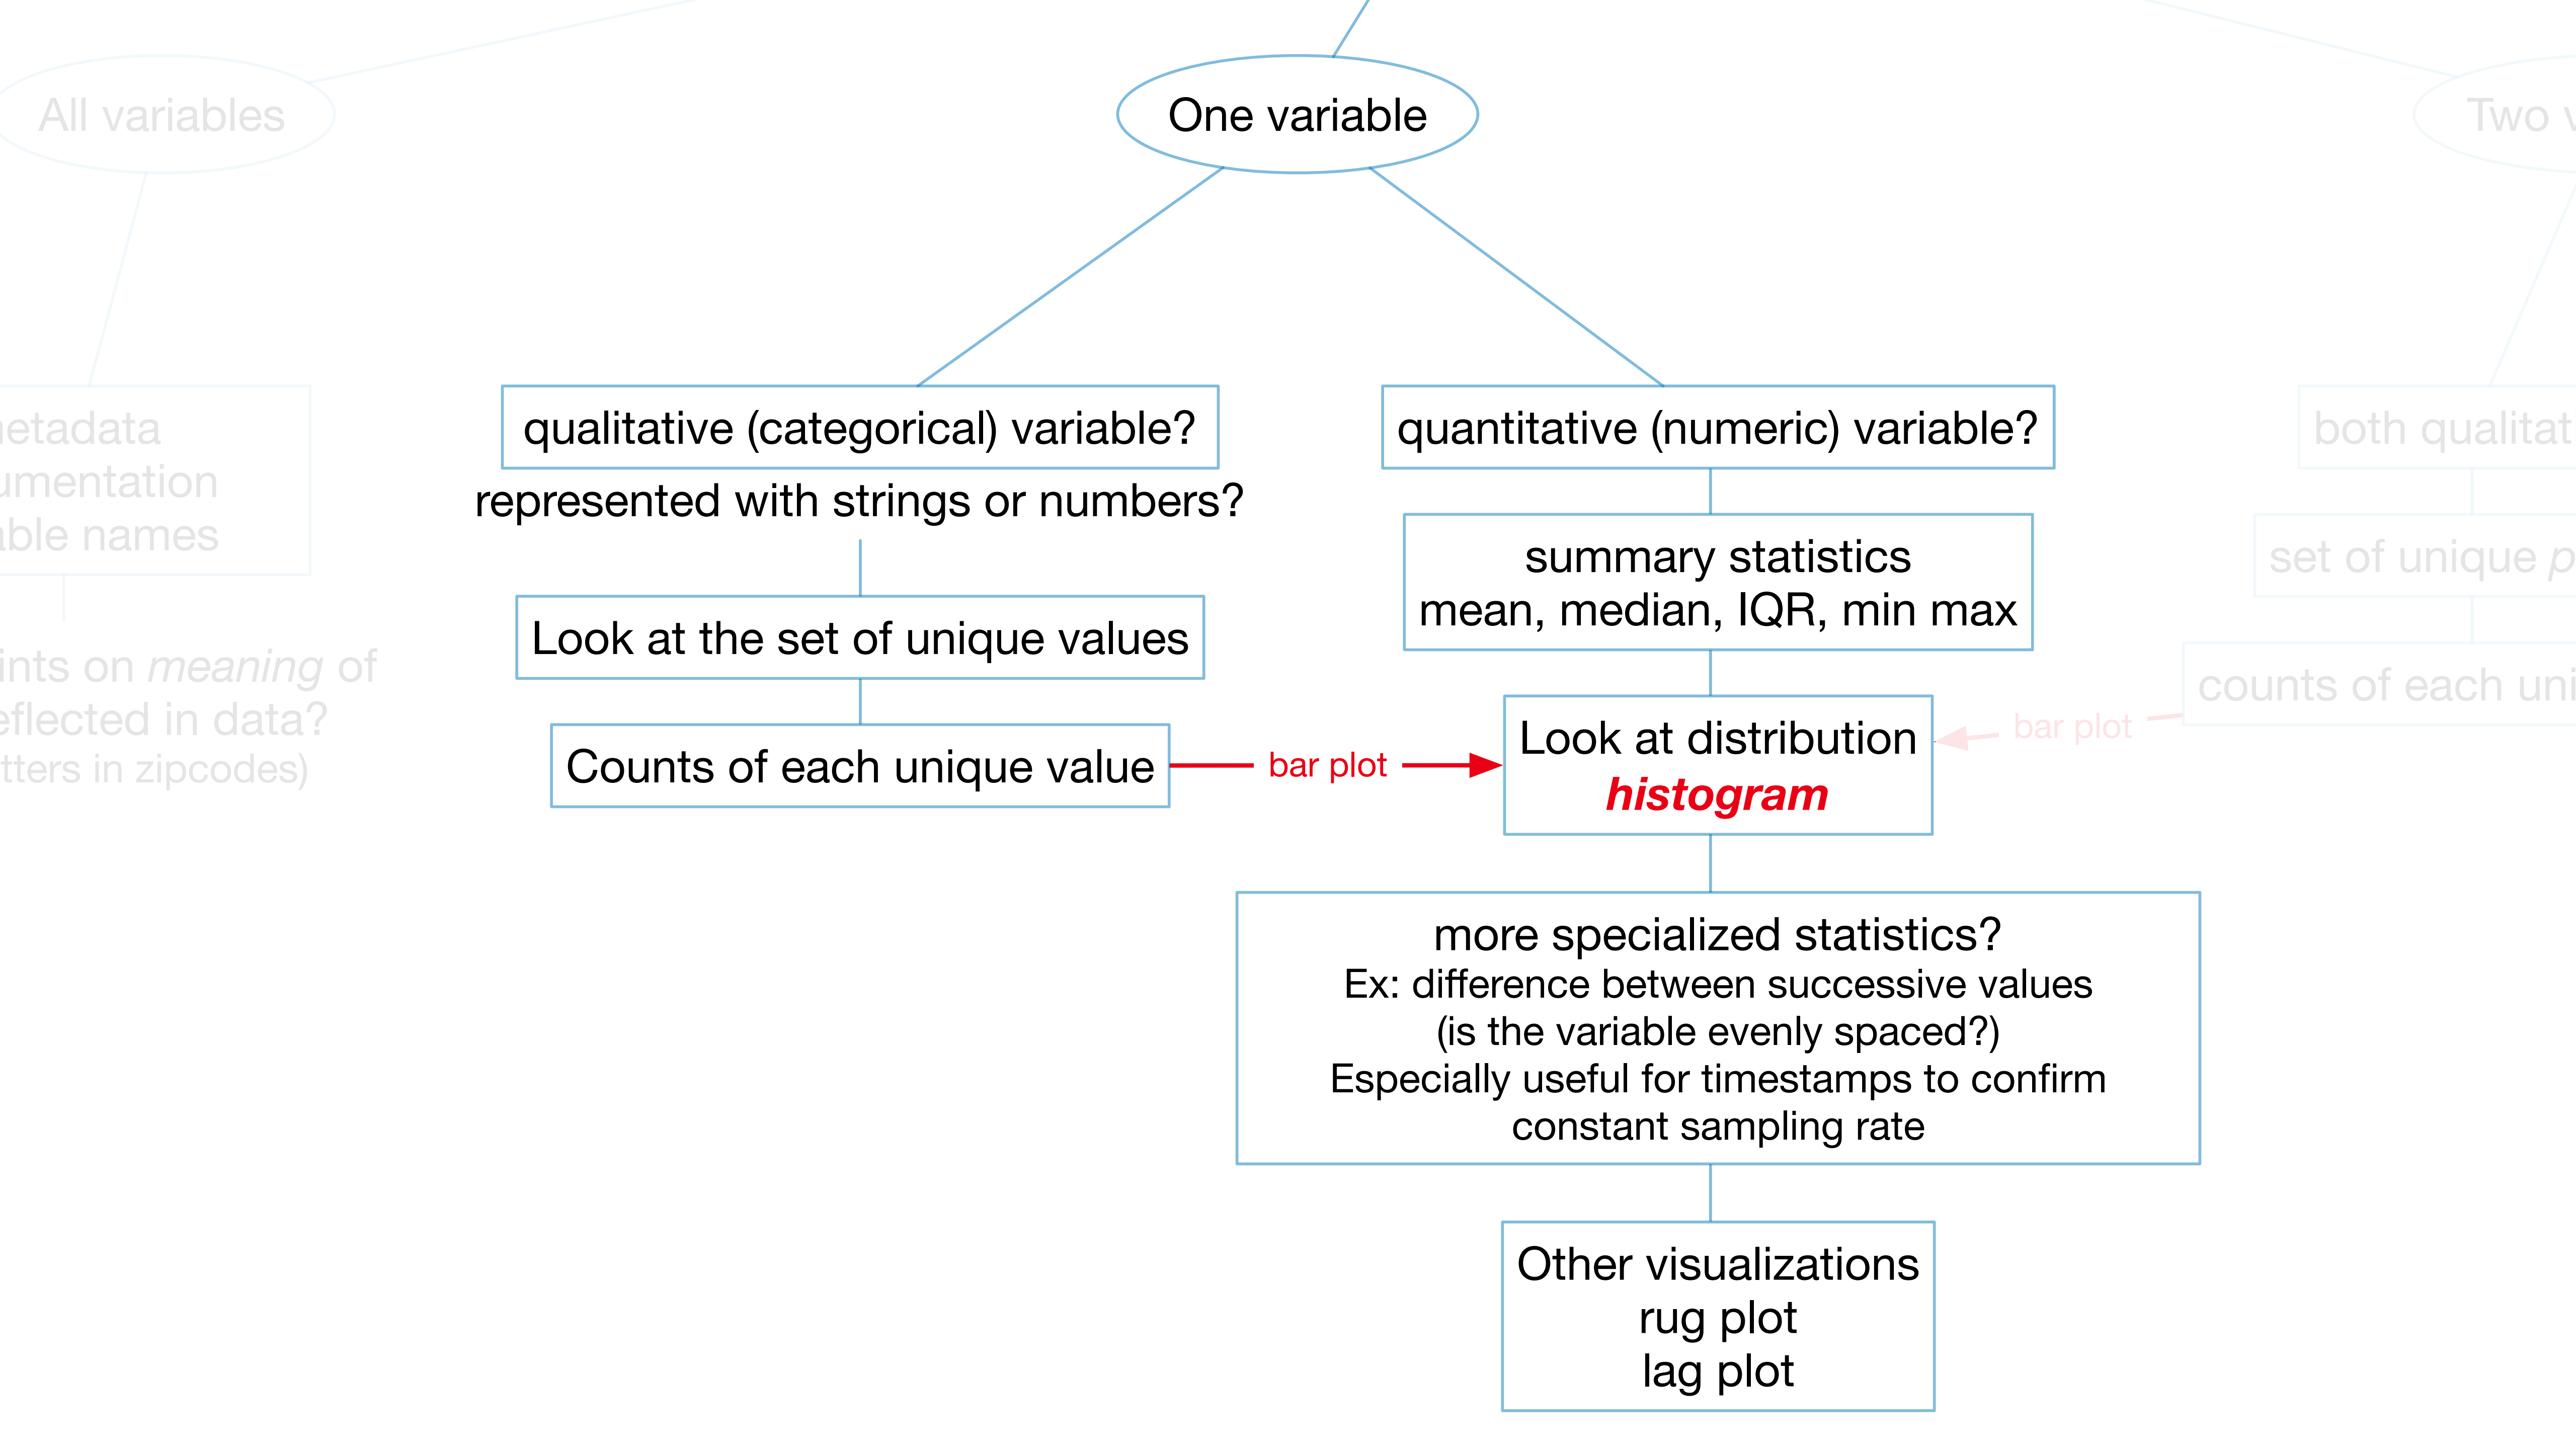 All variables
One variable
Two
etadata
umentation
able names
ints on meaning of
eflected in data?
tters in zipcodes)
qualitative (categorical) variable?
represented with strings or numbers?
Look at the set of unique values
Counts of each unique value
bar plot
quantitative (numeric) variable?
summary statistics
mean, median, IQR, min max
Look at distribution
histogram
more specialized statistics?
Ex: difference between successive values
(is the variable evenly spaced?)
Especially useful for timestamps to confirm
constant sampling rate
Other visualizations
rug plot
lag plot
both qualitat
set of unique p
counts of each uni
bar plot